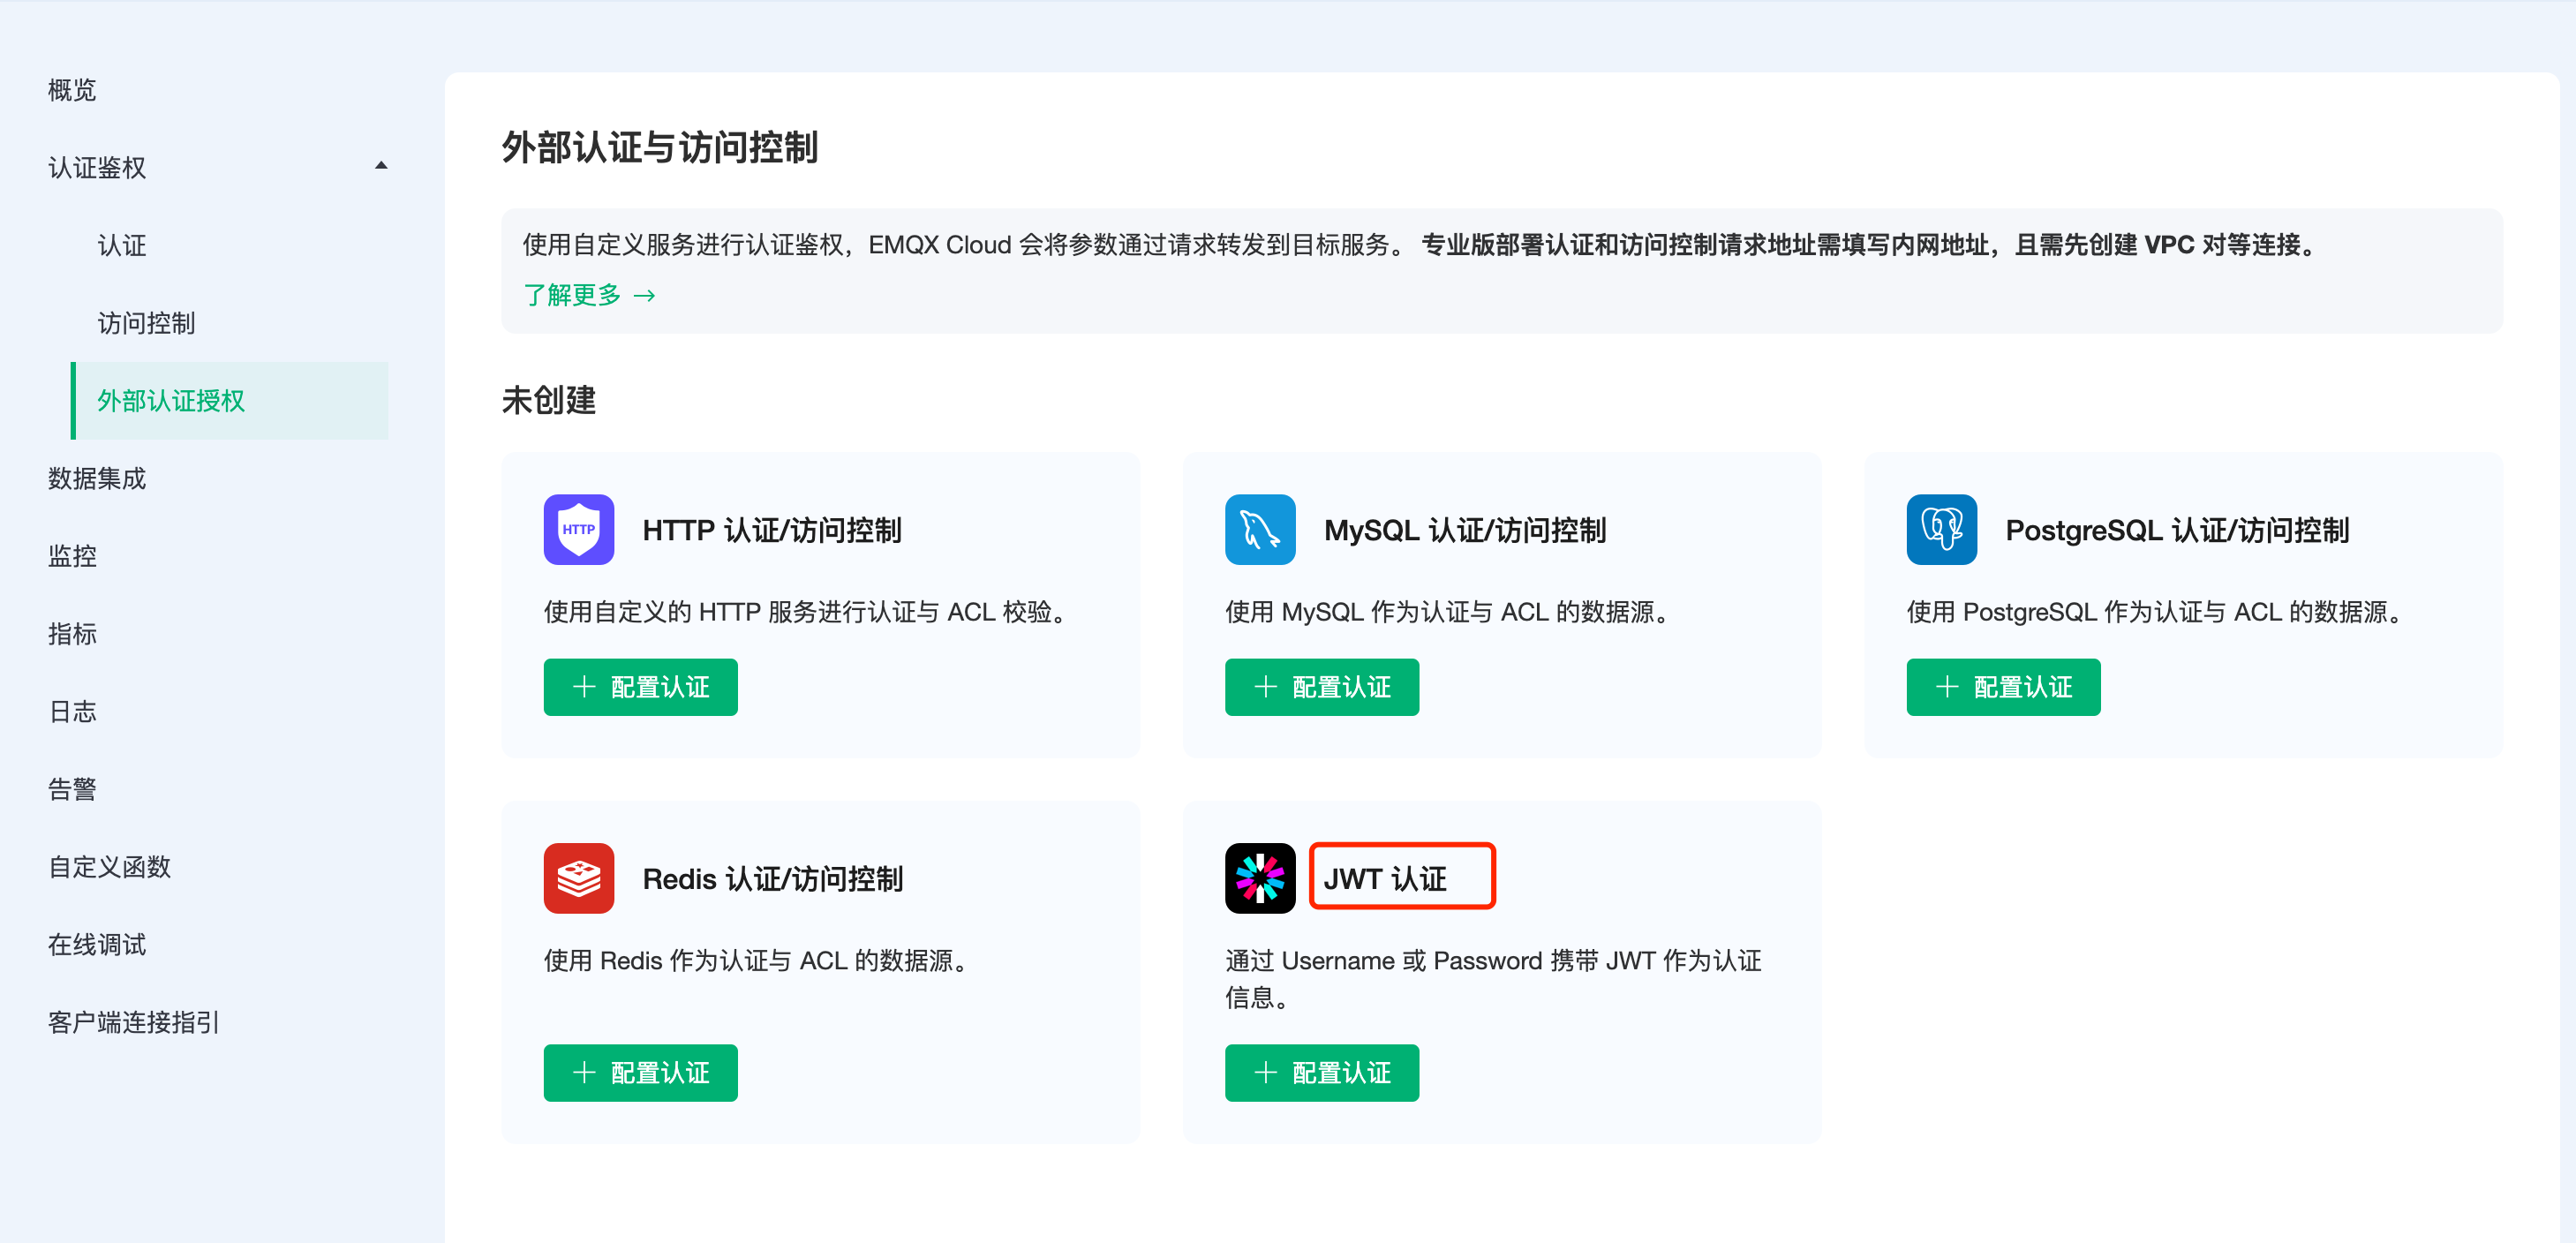 概览
认证鉴权
认证
访问控制
外部认证授权
数据集成
监控
指标
日志
告警
自定义函数
在线调试
客户端连接指引
外部认证与访问控制
使用自定义服务进行认证鉴权，EMQX Cloud 会将参数通过请求转发到目标服务。 专业版部署认证和访问控制请求地址需填写内网地址，且需先创建 VPC 对等连接。
了解更多 →
未创建
HTTP
HTTP 认证/访问控制
使用自定义的 HTTP 服务进行认证与 ACL 校验。
+ 配置认证
MySQL 认证/访问控制
使用 MySQL 作为认证与 ACL 的数据源。
+ 配置认证
PostgreSQL 认证/访问控制
使用 PostgreSQL 作为认证与 ACL 的数据源。
+ 配置认证
Redis 认证/访问控制
使用 Redis 作为认证与 ACL 的数据源。
+ 配置认证
JWT 认证
通过 Username 或 Password 携带 JWT 作为认证
信息。
+ 配置认证